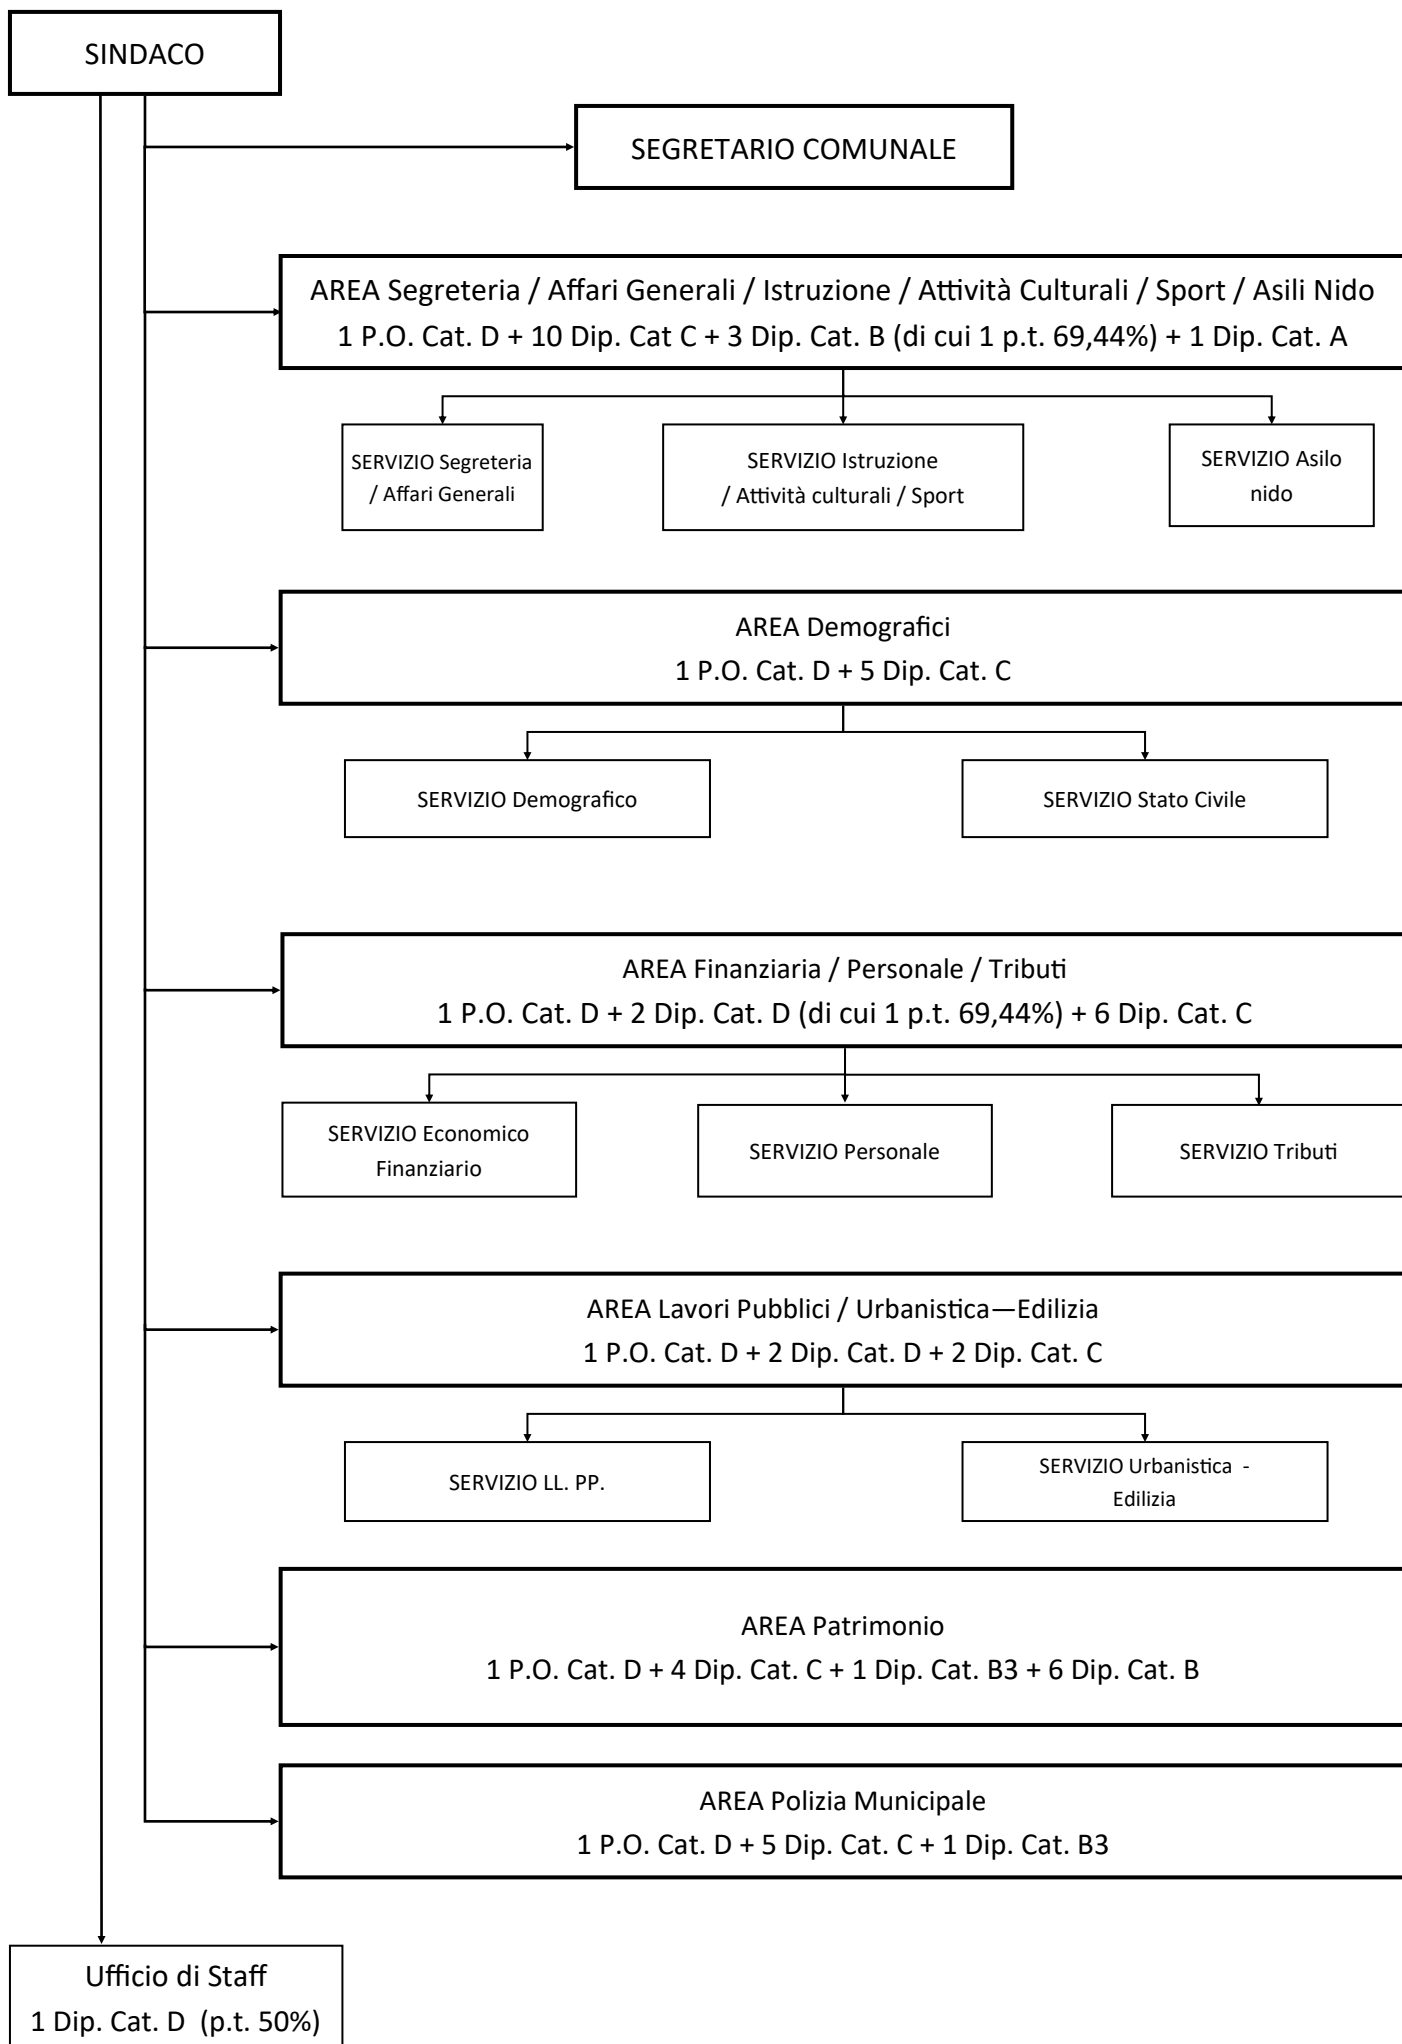 SINDACO
SEGRETARIO COMUNALE
AREA Segreteria / Affari Generali / Istruzione / Attività Culturali / Sport / Asili Nido
1 P.O. Cat. D + 10 Dip. Cat C + 3 Dip. Cat. B (di cui 1 p.t. 69,44%) + 1 Dip. Cat. A
SERVIZIO Segreteria
/ Affari Generali
SERVIZIO Istruzione
/ Attività culturali / Sport
SERVIZIO Asilo
nido
AREA Demografici
1 P.O. Cat. D + 5 Dip. Cat. C
SERVIZIO Demografico
SERVIZIO Stato Civile
AREA Finanziaria / Personale / Tributi
1 P.O. Cat. D + 2 Dip. Cat. D (di cui 1 p.t. 69,44%) + 6 Dip. Cat. C
SERVIZIO Economico
Finanziario
SERVIZIO Personale
SERVIZIO Tributi
AREA Lavori Pubblici / Urbanistica—Edilizia
1 P.O. Cat. D + 2 Dip. Cat. D + 2 Dip. Cat. C
SERVIZIO LL. PP.
SERVIZIO Urbanistica -
Edilizia
AREA Patrimonio
1 P.O. Cat. D + 4 Dip. Cat. C + 1 Dip. Cat. B3 + 6 Dip. Cat. B
AREA Polizia Municipale
1 P.O. Cat. D + 5 Dip. Cat. C + 1 Dip. Cat. B3
Ufficio di Staff
1 Dip. Cat. D (p.t. 50%)